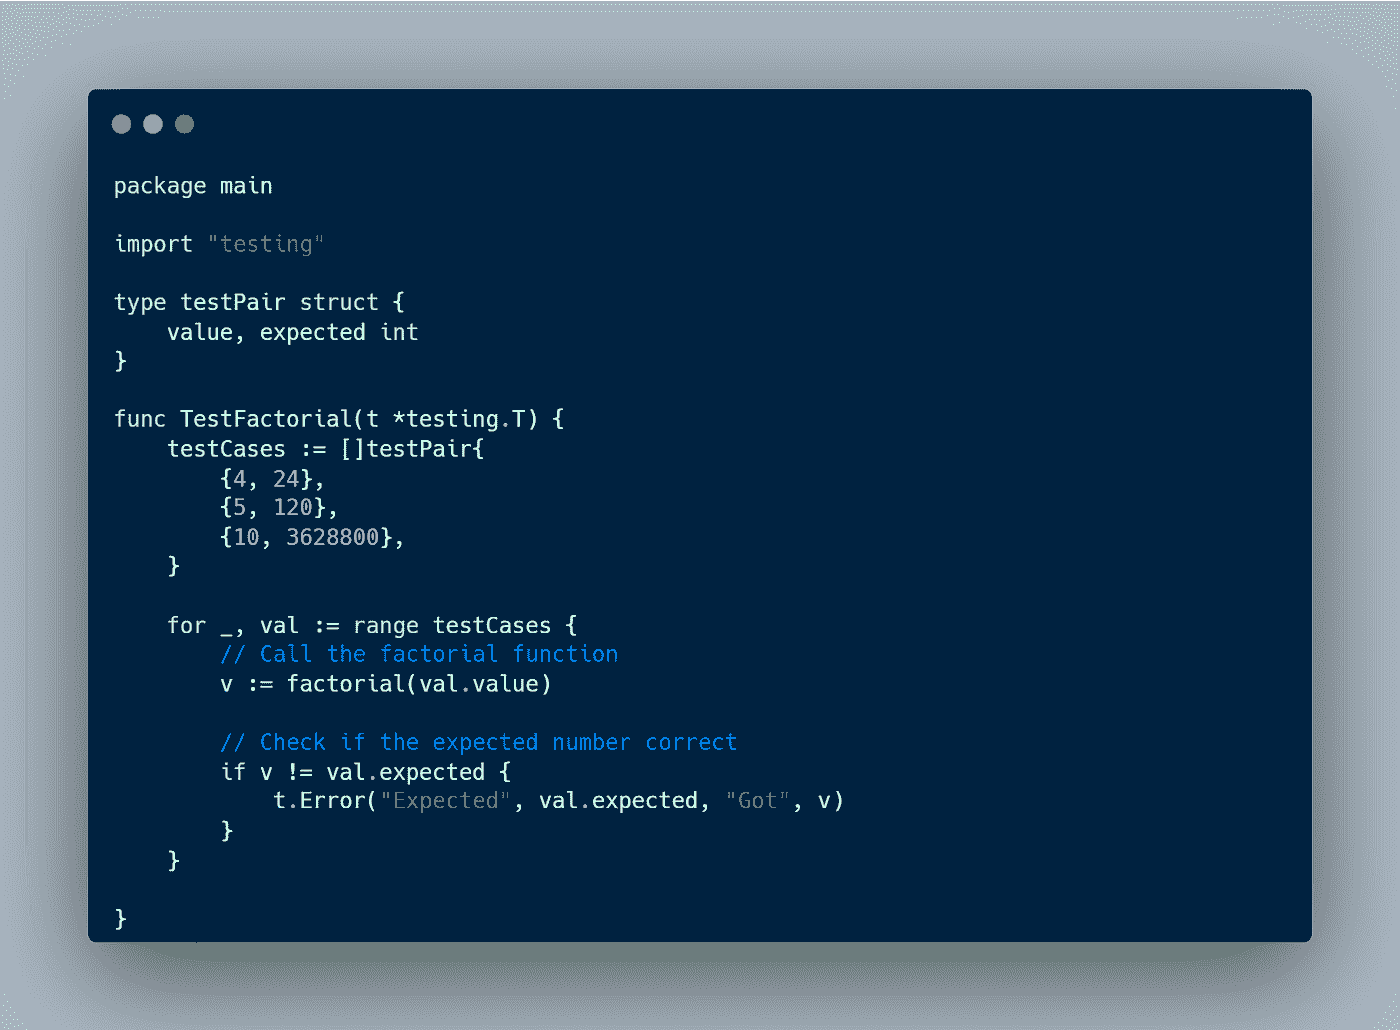 package main

import "testing"

type testPair struct {
    value, expected int
}

func TestFactorial(t *testing.T) {
    testCases := []testPair{
        {4, 24},
        {5, 120},
        {10, 3628800},
    }

    for _, val := range testCases {
        // Call the factorial function
        v := factorial(val.value)

        // Check if the expected number correct
        if v != val.expected {
            t.Error("Expected", val.expected, "Got", v)
        }
    }

}